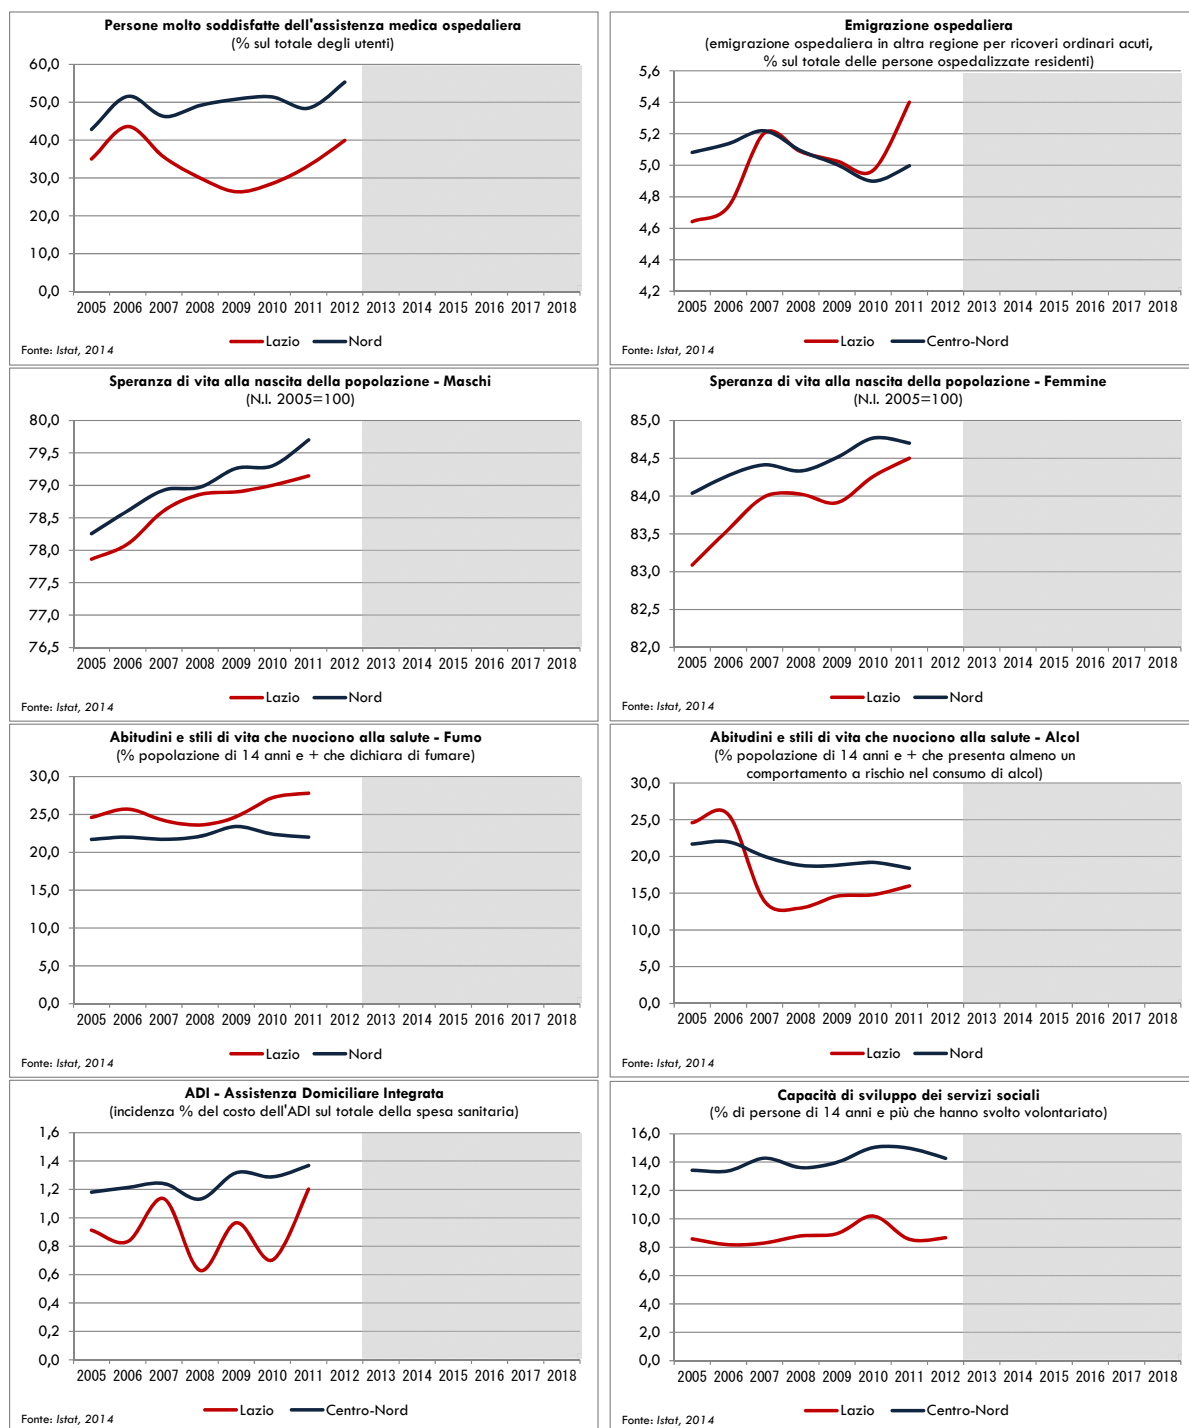 Persone molto soddisfatte dell'assistenza medica ospedaliera
(% sul totale degli utenti)
60,0
50,0
40,0
30,0
20,0
10,0
0,0
2005 2006 2007 2008 2009 2010 2011 2012 2013 2014 2015 2016 2017 2018
Lazio Nord
Fonte: Istat, 2014
Emigrazione ospedaliera
(emigrazione ospedaliera in altra regione per ricoveri ordinari acuti,
% sul totale delle persone ospedalizzate residenti)
5,6
5,4
5,2
5,0
4,8
4,6
4,4
4,2
2005 2006 2007 2008 2009 2010 2011 2012 2013 2014 2015 2016 2017 2018
Lazio Centro-Nord
Fonte: Istat, 2014
Speranza di vita alla nascita della popolazione - Maschi
(N.I. 2005=100)
80,0
79,5
79,0
78,5
78,0
77,5
77,0
76,5
2005 2006 2007 2008 2009 2010 2011 2012 2013 2014 2015 2016 2017 2018
Lazio Nord
Fonte: Istat, 2014
Speranza di vita alla nascita della popolazione - Femmine
(N.I. 2005=100)
85,0
84,5
84,0
83,5
83,0
82,5
82,0
2005 2006 2007 2008 2009 2010 2011 2012 2013 2014 2015 2016 2017 2018
Lazio Nord
Fonte: Istat, 2014
Abitudini e stili di vita che nuociono alla salute - Fumo
(% popolazione di 14 anni e + che dichiara di fumare)
30,0
25,0
20,0
15,0
10,0
5,0
0,0
2005 2006 2007 2008 2009 2010 2011 2012 2013 2014 2015 2016 2017 2018
Lazio Nord
Fonte: Istat, 2014
Abitudini e stili di vita che nuociono alla salute - Alcol
(% popolazione di 14 anni e + che presenta almeno un
comportamento a rischio nel consumo di alcol)
30,0
25,0
20,0
15,0
10,0
5,0
0,0
2005 2006 2007 2008 2009 2010 2011 2012 2013 2014 2015 2016 2017 2018
Lazio Nord
Fonte: Istat, 2014
ADI - Assistenza Domiciliare Integrata
(incidenza % del costo dell'ADI sul totale della spesa sanitaria)
1,6
1,4
1,2
1,0
0,8
0,6
0,4
0,2
0,0
2005 2006 2007 2008 2009 2010 2011 2012 2013 2014 2015 2016 2017 2018
Lazio Centro-Nord
Fonte: Istat, 2014
Capacità di sviluppo dei servizi sociali
(% di persone di 14 anni e più che hanno svolto volontariato)
16,0
14,0
12,0
10,0
8,0
6,0
4,0
2,0
0,0
2005 2006 2007 2008 2009 2010 2011 2012 2013 2014 2015 2016 2017 2018
Lazio Centro-Nord
Fonte: Istat, 2014